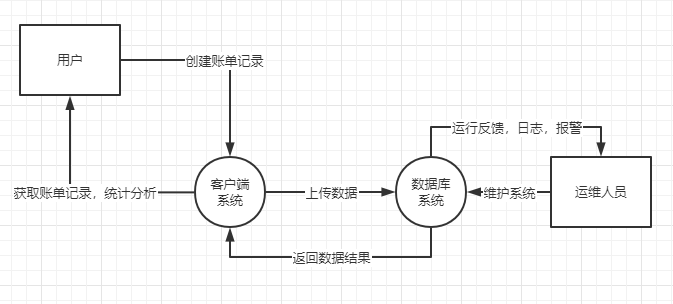 用户
创建账单记录
运行反馈，日志，报警
获取账单记录，统计分析
客户端
系统
上传数据
数据库
系统
维护系统
运维人员
返回数据结果